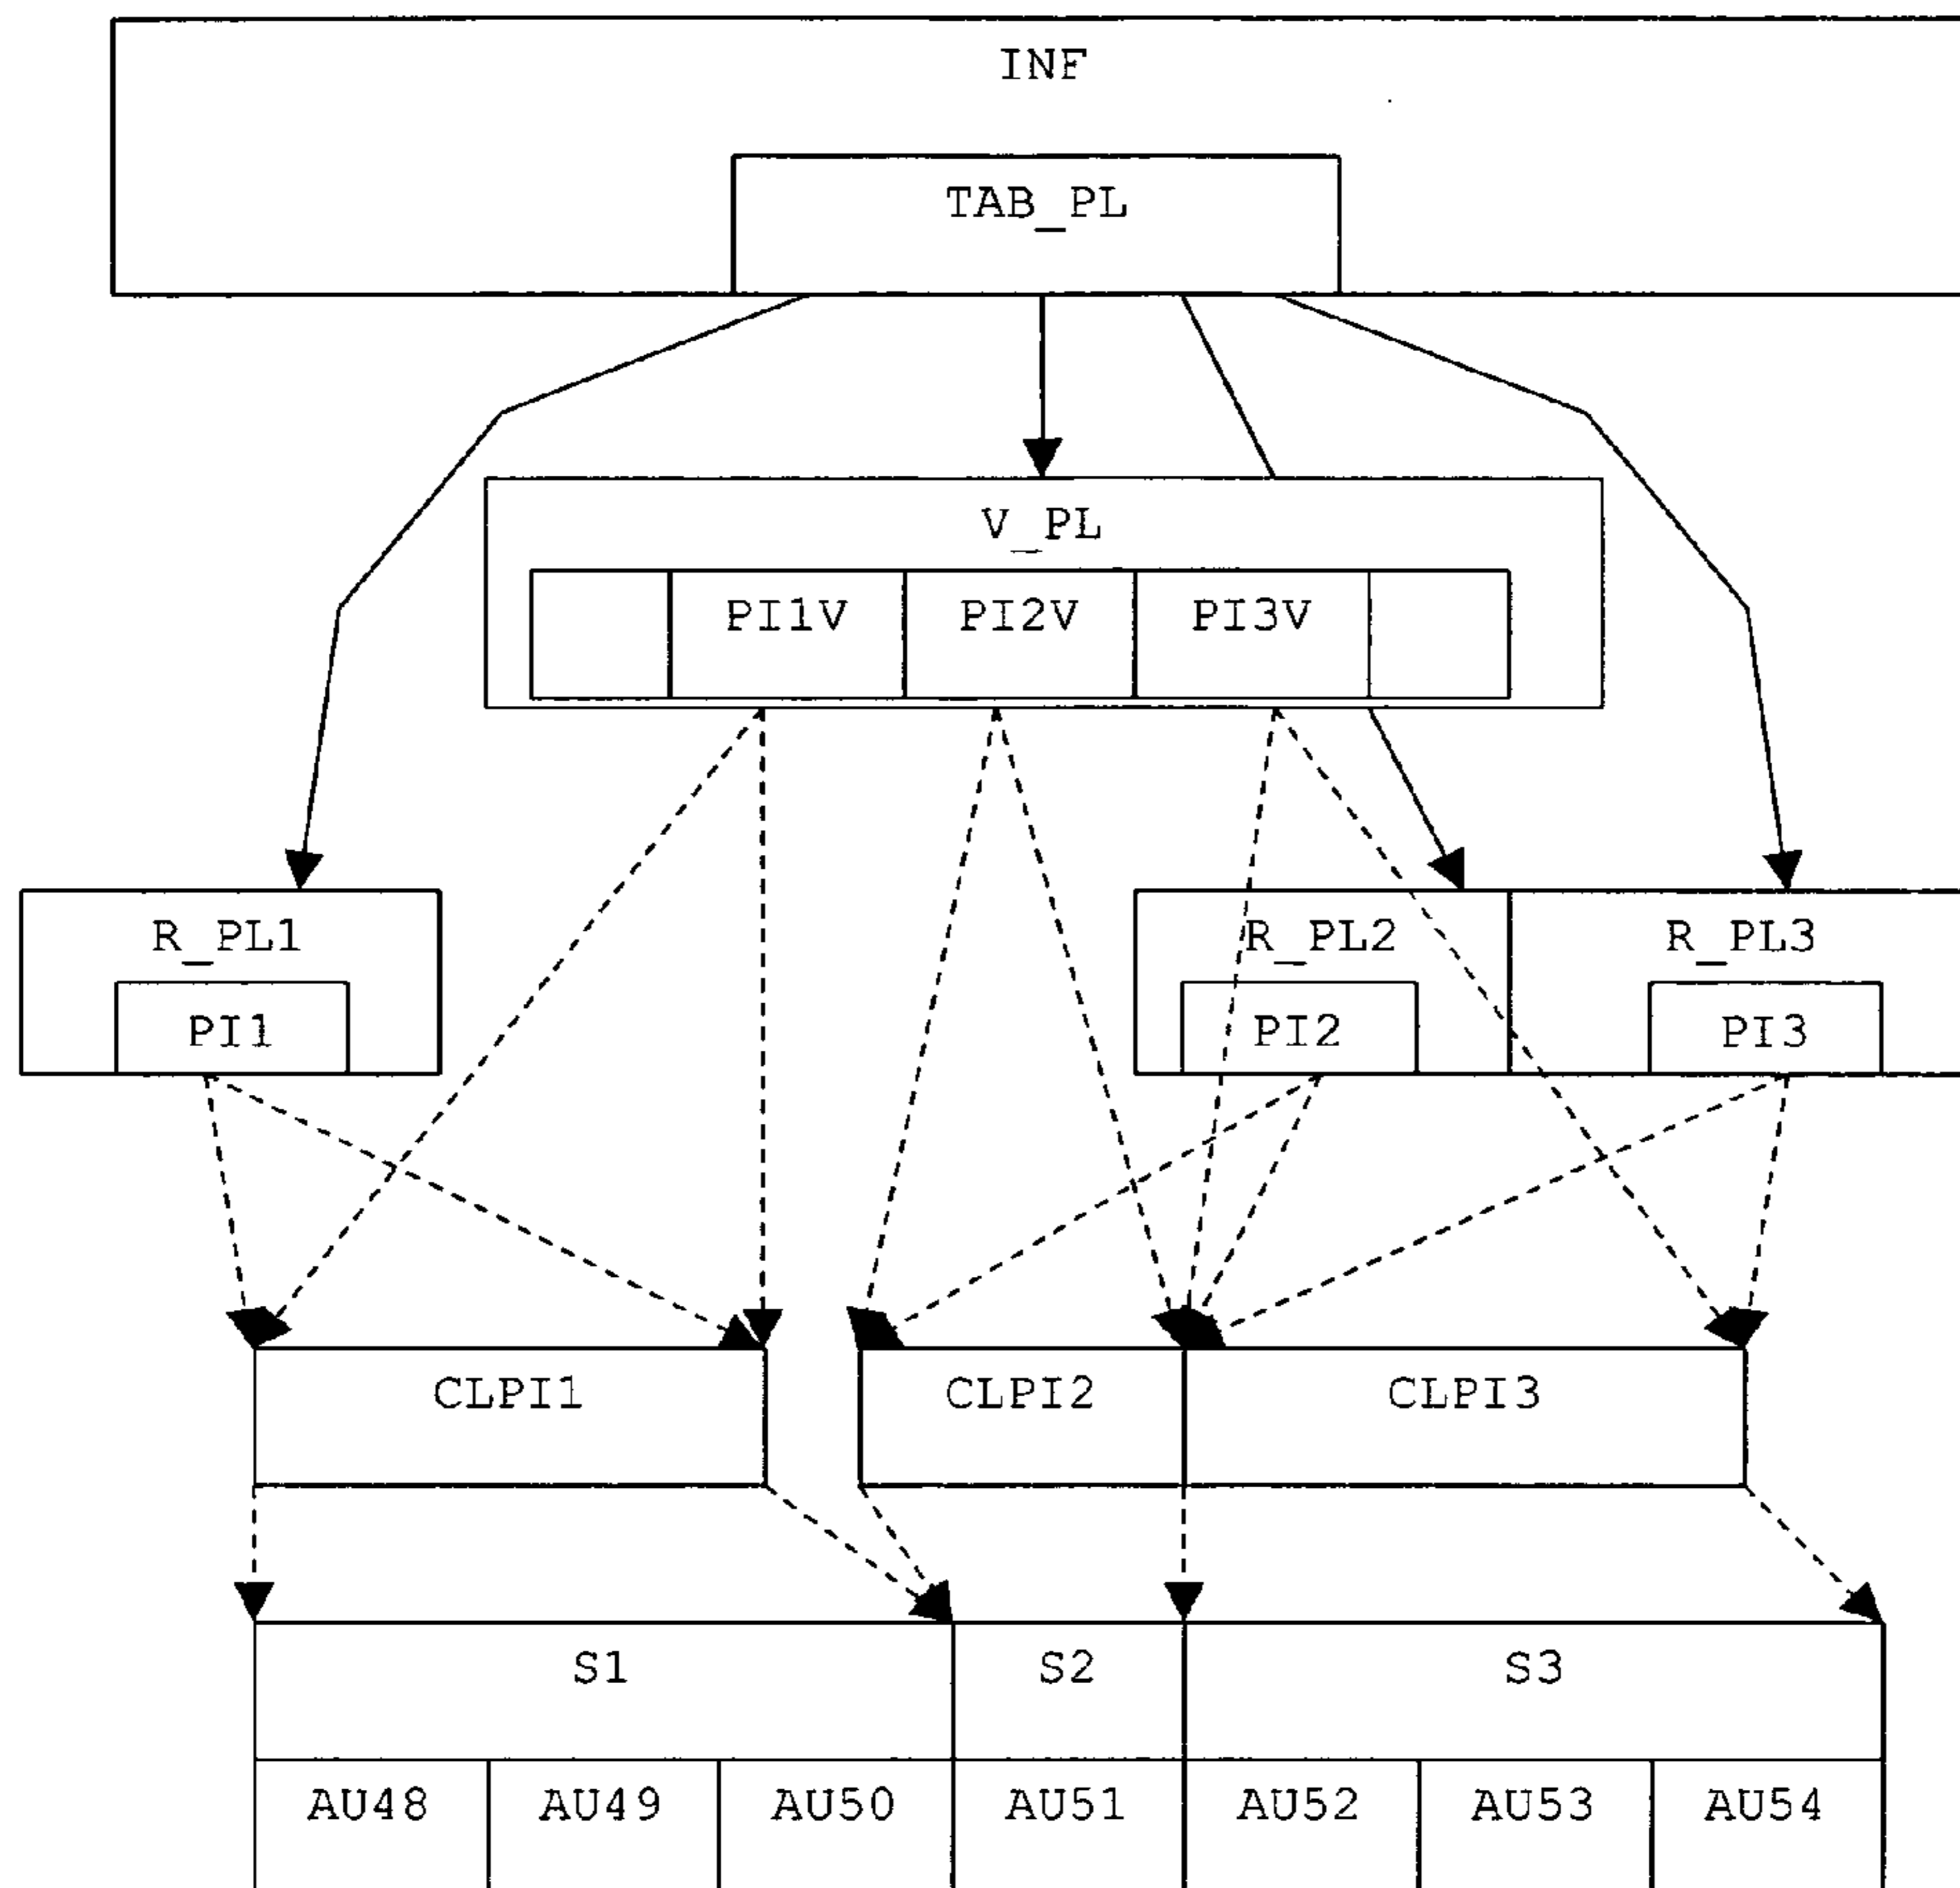 INF
TAB_PL
V_PL
PI1V PI2V PI3V
R_PL1 R_PL2 R_PL3
PI1 PI2 PI3
CLPI1 CLPI2 CLPI3
S1 S2 S3
AU48 AU49 AU50 AU51 AU52 AU53 AU54